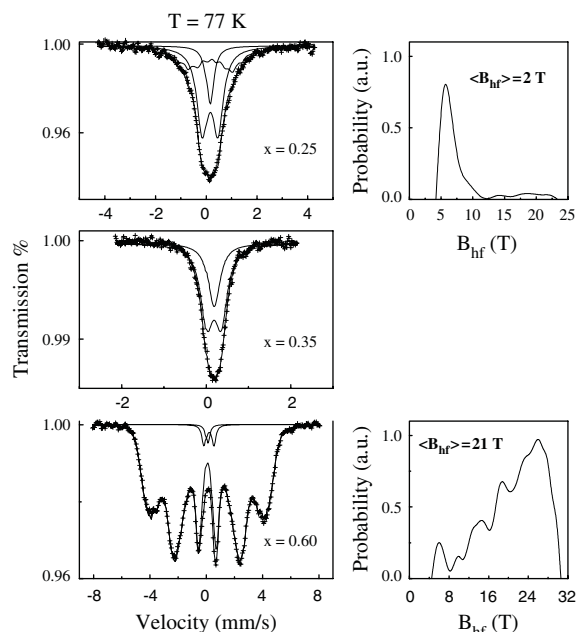 T = 77 K
1.00
0.96
x = 0.25
-4 -2 0 2 4
Probability (a.u.)
1.0
0.5
0.0
<B_hf>=2 T
0 5 10 15 20 25
B_hf (T)
Transmission %
1.00
0.99
x = 0.35
-2 0 2
1.00
0.96
x = 0.60
-8 -4 0 4 8
Velocity (mm/s)
Probability (a.u.)
1.0
0.5
0.0
<B_hf>=21 T
0 8 16 24 32
B_hf (T)